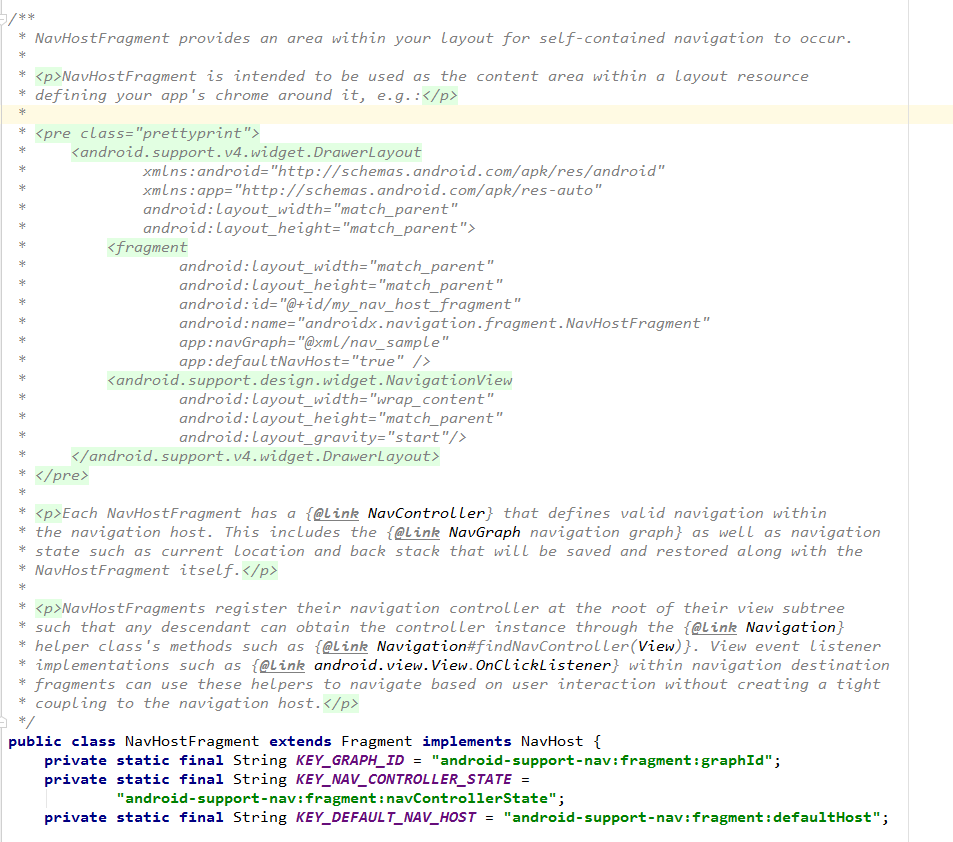 /**
 * NavHostFragment provides an area within your layout for self-contained navigation to occur.
 *
 * <p>NavHostFragment is intended to be used as the content area within a layout resource
 * defining your app's chrome around it, e.g.:</p>
 *
 * <pre class="prettyprint">
 *     <android.support.v4.widget.DrawerLayout
 *             xmlns:android="http://schemas.android.com/apk/res/android"
 *             xmlns:app="http://schemas.android.com/apk/res-auto"
 *             android:layout_width="match_parent"
 *             android:layout_height="match_parent">
 *         <fragment
 *                 android:layout_width="match_parent"
 *                 android:layout_height="match_parent"
 *                 android:id="@+id/my_nav_host_fragment"
 *                 android:name="androidx.navigation.fragment.NavHostFragment"
 *                 app:navGraph="@xml/nav_sample"
 *                 app:defaultNavHost="true" />
 *         <android.support.design.widget.NavigationView
 *                 android:layout_width="wrap_content"
 *                 android:layout_height="match_parent"
 *                 android:layout_gravity="start"/>
 *     </android.support.v4.widget.DrawerLayout>
 * </pre>
 *
 * <p>Each NavHostFragment has a {@link NavController} that defines valid navigation within
 * the navigation host. This includes the {@link NavGraph navigation graph} as well as navigation
 * state such as current location and back stack that will be saved and restored along with the
 * NavHostFragment itself.</p>
 *
 * <p>NavHostFragments register their navigation controller at the root of their view subtree
 * such that any descendant can obtain the controller instance through the {@link Navigation}
 * helper class's methods such as {@link Navigation#findNavController(View)}. View event listener
 * implementations such as {@link android.view.View.OnClickListener} within navigation destination
 * fragments can use these helpers to navigate based on user interaction without creating a tight
 * coupling to the navigation host.</p>
 */
public class NavHostFragment extends Fragment implements NavHost {
    private static final String KEY_GRAPH_ID = "android-support-nav:fragment:graphId";
    private static final String KEY_NAV_CONTROLLER_STATE =
            "android-support-nav:fragment:navControllerState";
    private static final String KEY_DEFAULT_NAV_HOST = "android-support-nav:fragment:defaultHost";